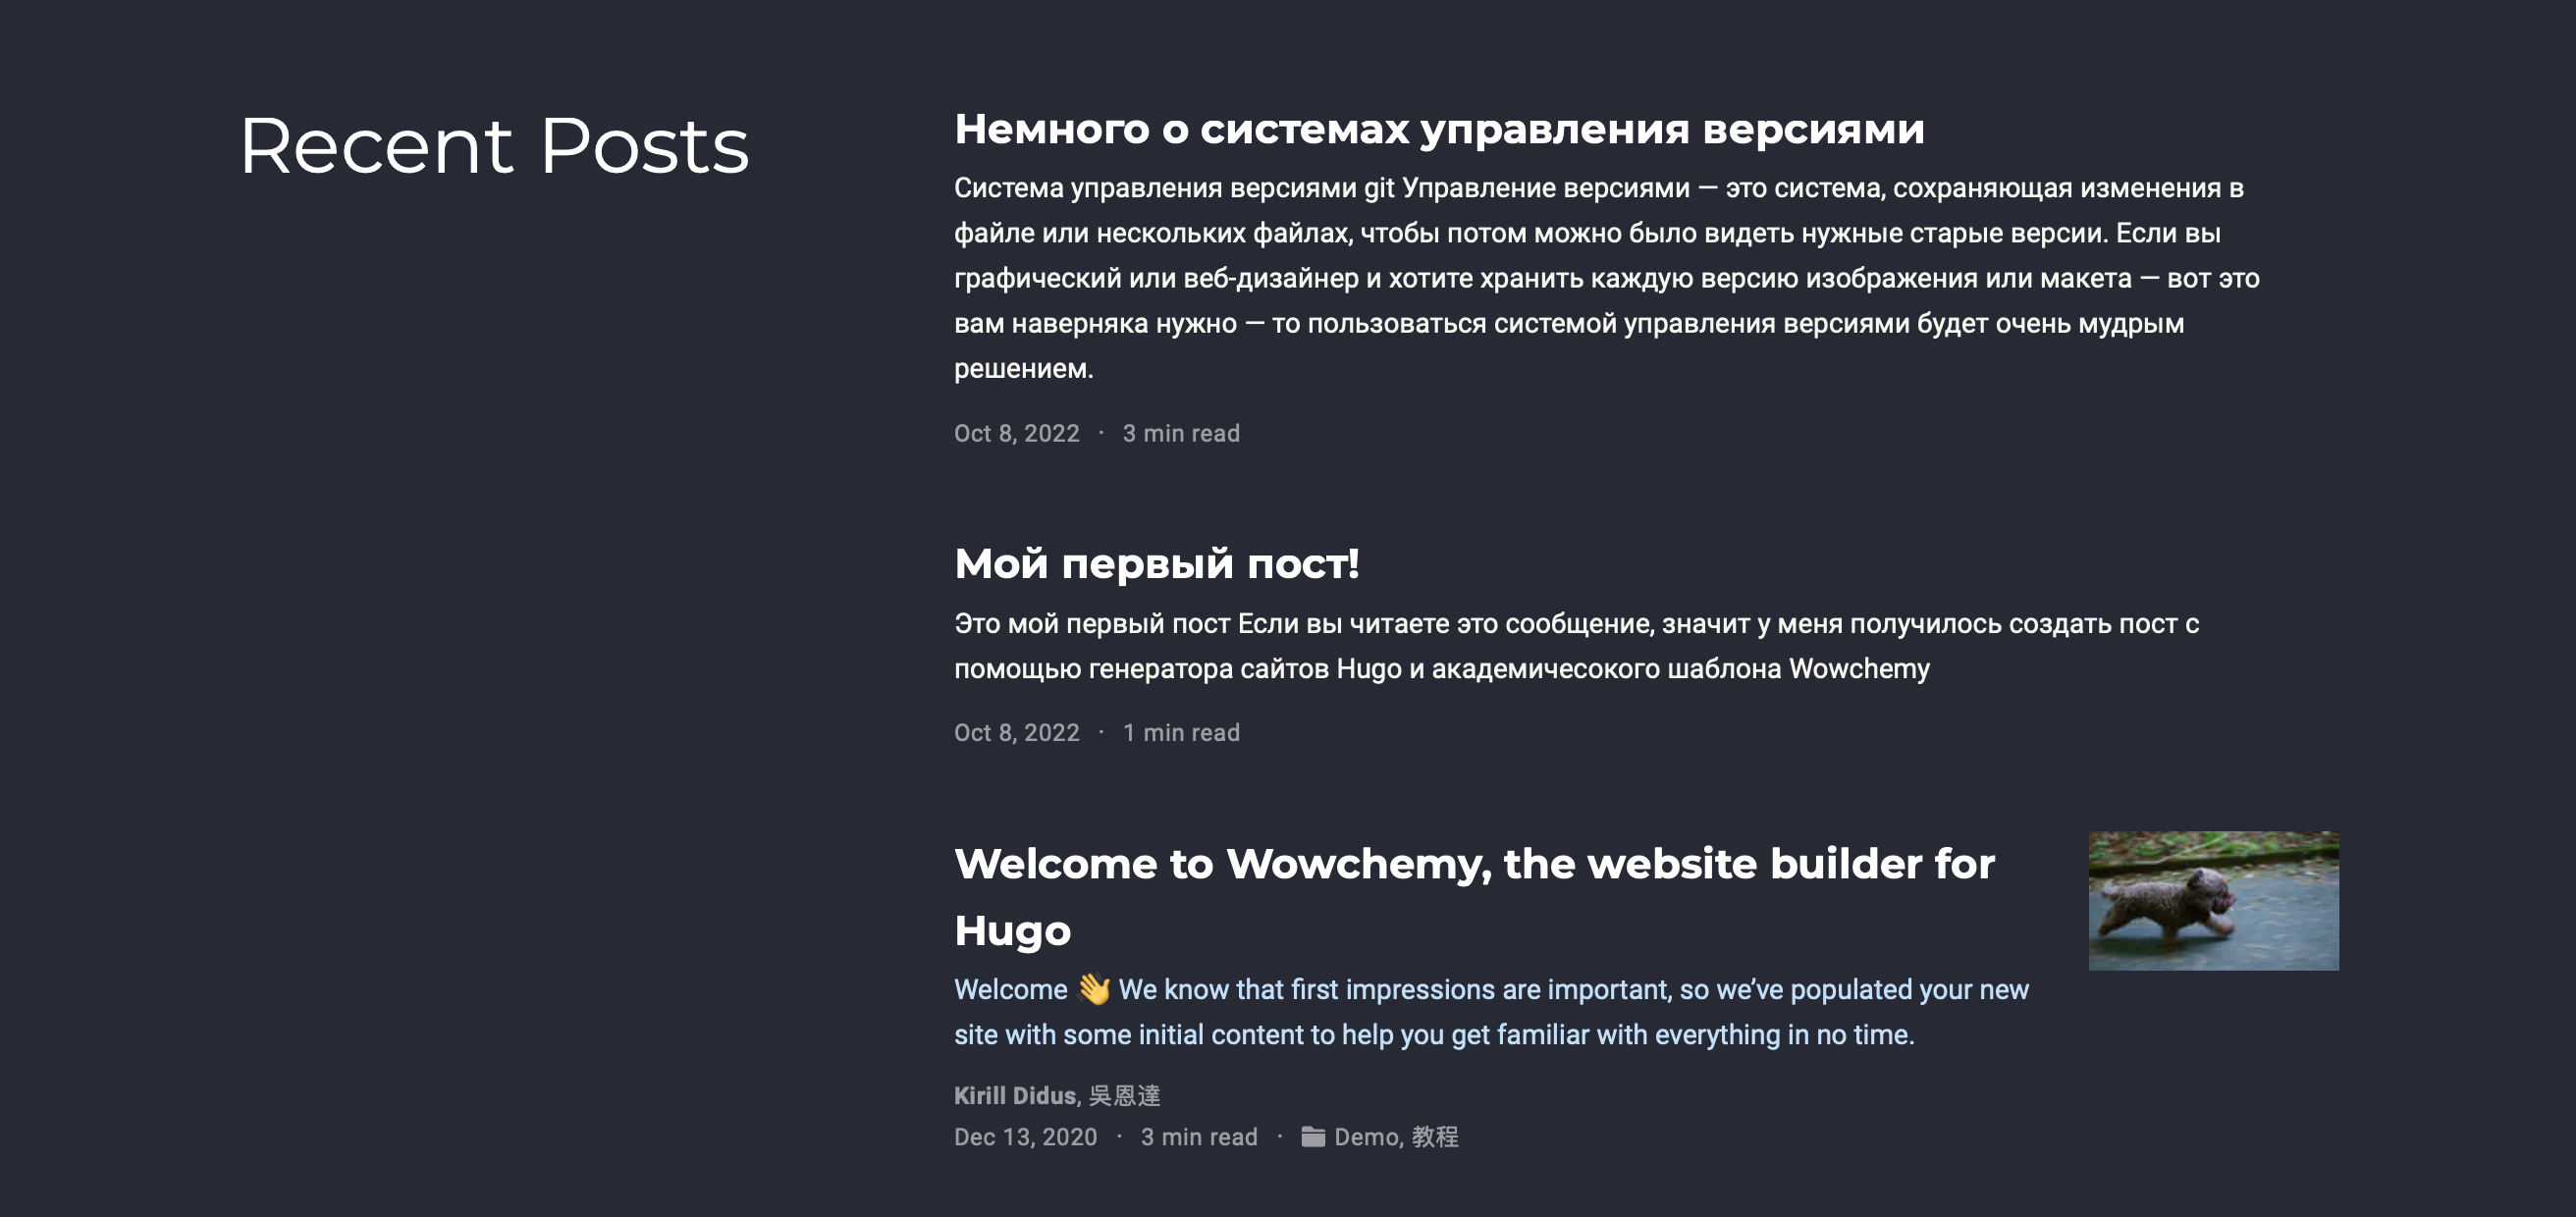 Recent Posts
Немного о системах управления версиями
Система управления версиями git Управление версиями — это система, сохраняющая изменения в
файле или нескольких файлах, чтобы потом можно было видеть нужные старые версии. Если вы
графический или веб-дизайнер и хотите хранить каждую версию изображения или макета — вот это
вам наверняка нужно — то пользоваться системой управления версиями будет очень мудрым
решением.
Oct 8, 2022 · 3 min read
Мой первый пост!
Это мой первый пост Если вы читаете это сообщение, значит у меня получилось создать пост с
помощью генератора сайтов Hugo и академичесокого шаблона Wowchemy
Oct 8, 2022 · 1 min read
Welcome to Wowchemy, the website builder for
Hugo
Welcome 👋 We know that first impressions are important, so we’ve populated your new
site with some initial content to help you get familiar with everything in no time.
Kirill Didus, 吳恩達
Dec 13, 2020 · 3 min read · Demo, 教程